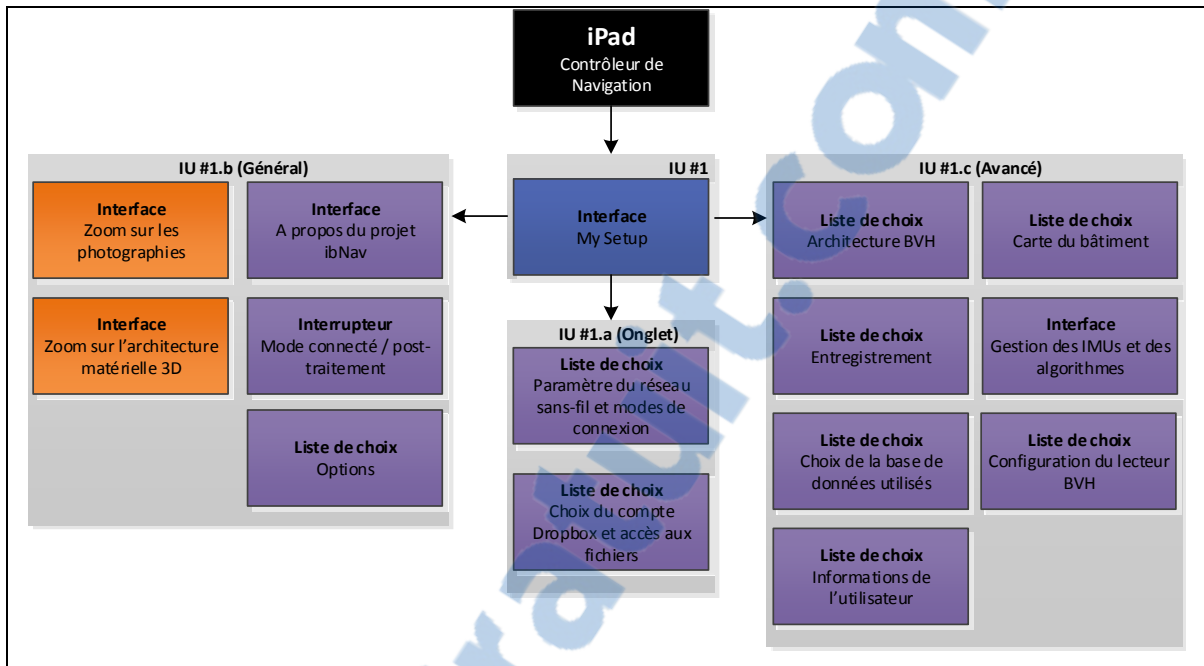 iPad
Contrôleur de
Navigation
IU #1.b (Général)
Interface
Zoom sur les
photographies
Interface
A propos du projet
ibNav
Interface
Zoom sur l'architecture
matérielle 3D
Interrupteur
Mode connecté / post-
traitement
Liste de choix
Options
IU #1
Interface
My Setup
IU #1.a (Onglet)
Liste de choix
Paramètre du réseau
sans-fil et modes de
connexion
Liste de choix
Choix du compte
Dropbox et accès aux
fichiers
IU #1.c (Avancé)
Liste de choix
Architecture BVH
Liste de choix
Carte du bâtiment
Liste de choix
Entregistrement
Interface
Gestion des IMUs et des
algorithmes
Liste de choix
Choix de la base de
données utilisés
Liste de choix
Configuration du lecteur
BVH
Liste de choix
Informations de
l'utilisateur
ratuit.com